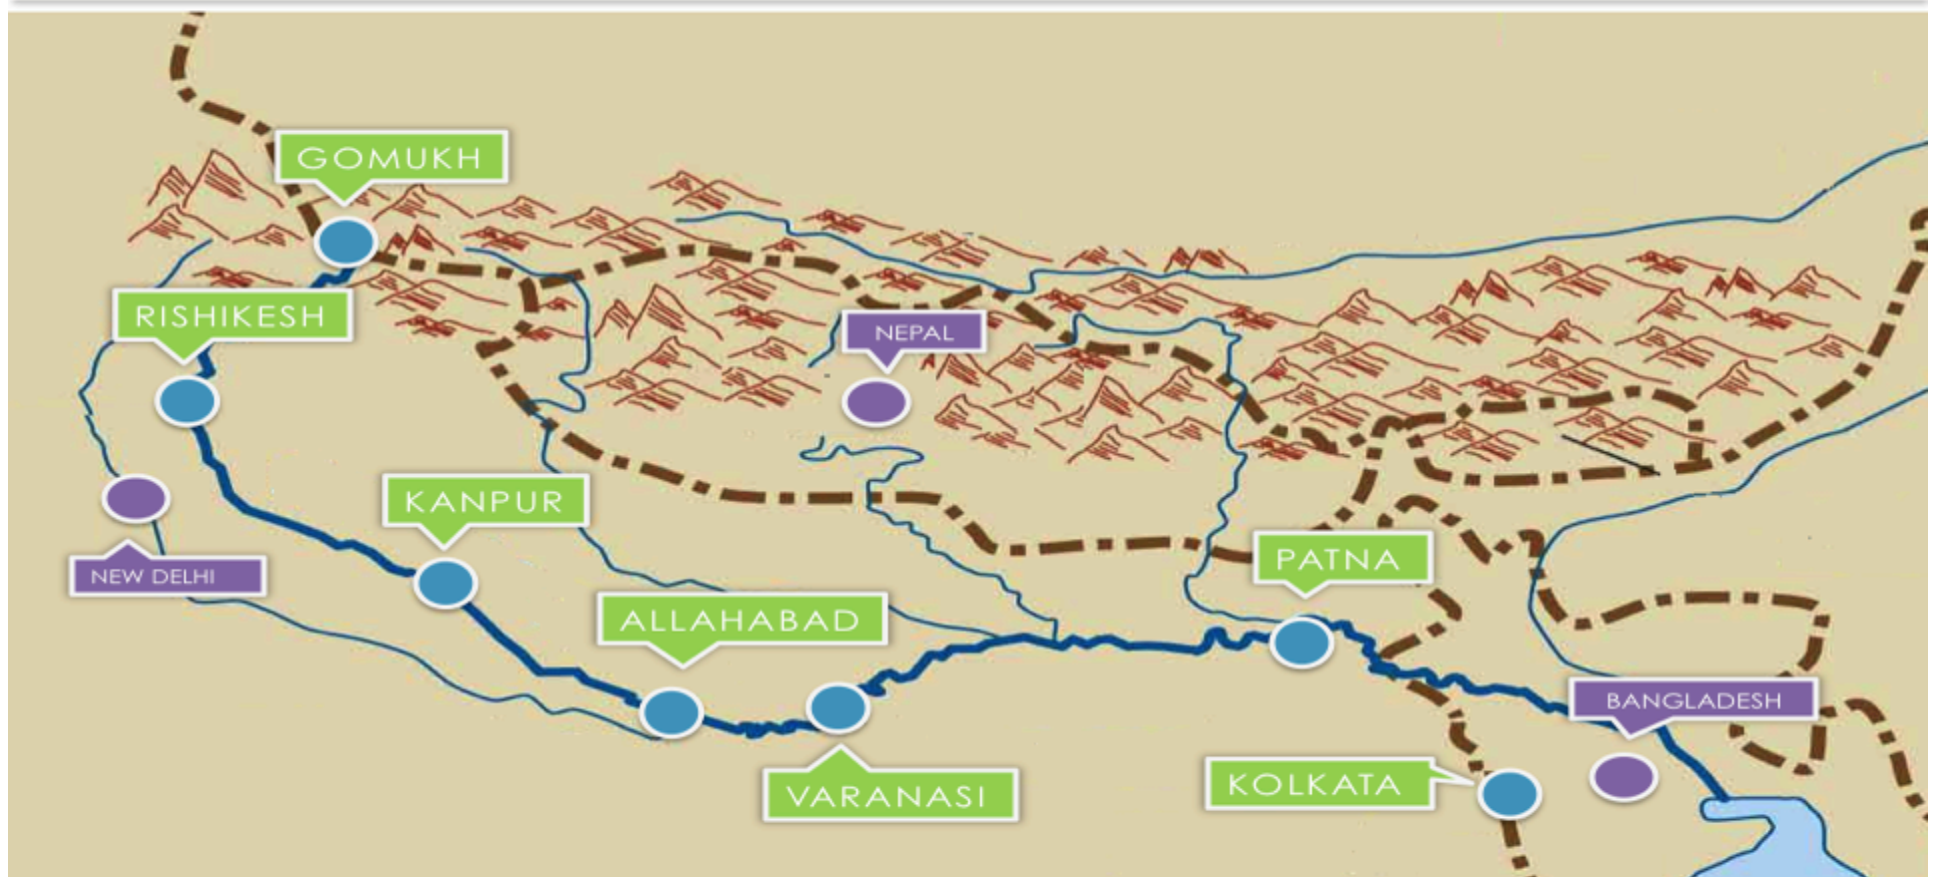 GOMUKH
RISHIKESH
NEPAL
KANPUR
NEW DELHI
PATNA
ALLAHABAD
BANGLADESH
VARANASI
KOLKATA